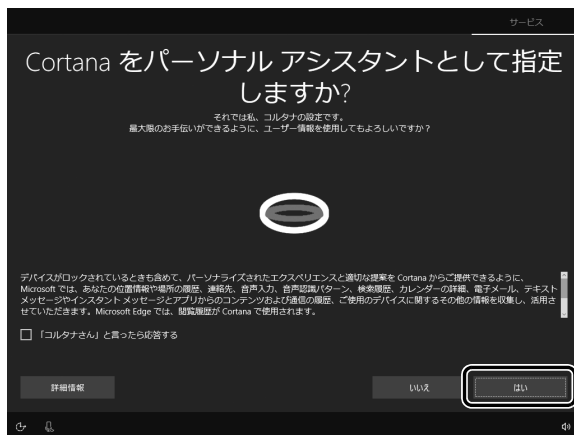 サービス
Cortana をパーソナル アシスタントとして指定
しますか?
それでは私、コルタナの設定です。
最大限のお手伝いができるように、ユーザー情報を使用してもよろしいですか？
デバイスがロックされているときも含めて、パーソナライズされたエクスペリエンスと適切な提案を Cortana からご提供できるように、
Microsoft では、あなたの位置情報や場所の履歴、連絡先、音声入力、音声認識パターン、検索履歴、カレンダーの詳細、電子メール、テキスト
メッセージやインスタント メッセージとアプリからのコンテンツおよび通信の履歴、ご使用のデバイスに関するその他の情報を収集し、活用さ
せていただきます。Microsoft Edge では、閲覧履歴が Cortana で使用されます。
「コルタナさん」と言ったら応答する
詳細情報
いいえ
はい